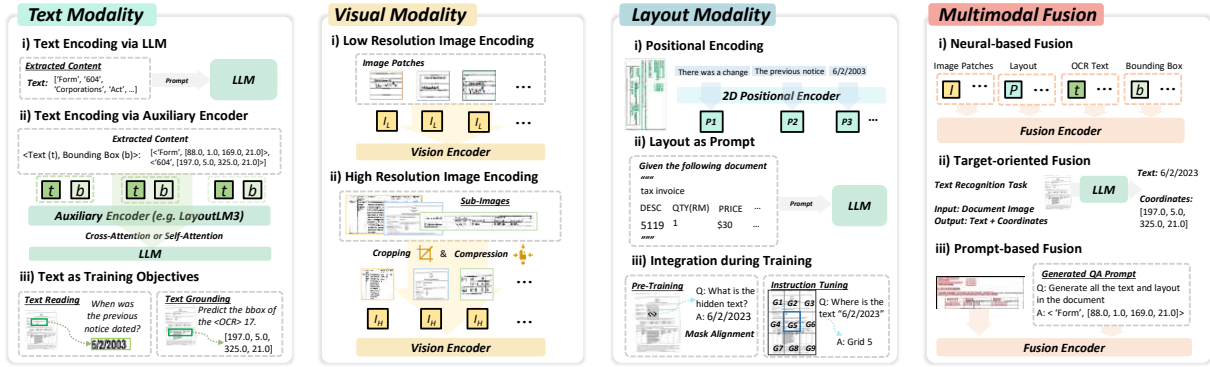 Text Modality
i) Text Encoding via LLM
Extracted Content
Text: ['Form', '604',
'Corporations', 'Act', …]
Prompt
LLM
ii) Text Encoding via Auxiliary Encoder
Extracted Content
<Text (t), Bounding Box (b)>: [<'Form', [88.0, 1.0, 169.0, 21.0]>,
<'604', [197.0, 5.0, 325.0, 21.0]>]
t b t b t b
Auxiliary Encoder (e.g. LayoutLM3)
Cross-Attention or Self-Attention
LLM
iii) Text as Training Objectives
Text Reading
When was
the previous
notice dated?
6/2/2003
Text Grounding
Predict the bbox of
the <OCR> 17.
[197.0, 5.0,
325.0, 21.0]
Visual Modality
i) Low Resolution Image Encoding
Image Patches
…
I_L I_L I_L …
Vision Encoder
ii) High Resolution Image Encoding
Sub-Images
Cropping & Compression
…
I_H I_H I_H …
Vision Encoder
Layout Modality
i) Positional Encoding
There was a change The previous notice 6/2/2003
2D Positional Encoder
P1 P2 P3 …
ii) Layout as Prompt
Given the following document
"""
tax invoice
DESC QTY(RM) PRICE …
5119 1 $30 …
"""
Prompt
LLM
iii) Integration during Training
Pre-Training
Q: What is the
hidden text?
A: 6/2/2023
Mask Alignment
Instruction Tuning
G1 G2 G3
G4 G5 G6
G7 G8 G9
Q: Where is the
text "6/2/2023"
A: Grid 5
Multimodal Fusion
i) Neural-based Fusion
Image Patches Layout OCR Text Bounding Box
I … P … t … b …
Fusion Encoder
ii) Target-oriented Fusion
Text Recognition Task
Input: Document Image
Output: Text + Coordinates
LLM
Text: 6/2/2023
Coordinates:
[197.0, 5.0,
325.0, 21.0]
iii) Prompt-based Fusion
Generated QA Prompt
Q: Generate all the text and layout
in the document
A: < 'Form', [88.0, 1.0, 169.0, 21.0]>
Fusion Encoder